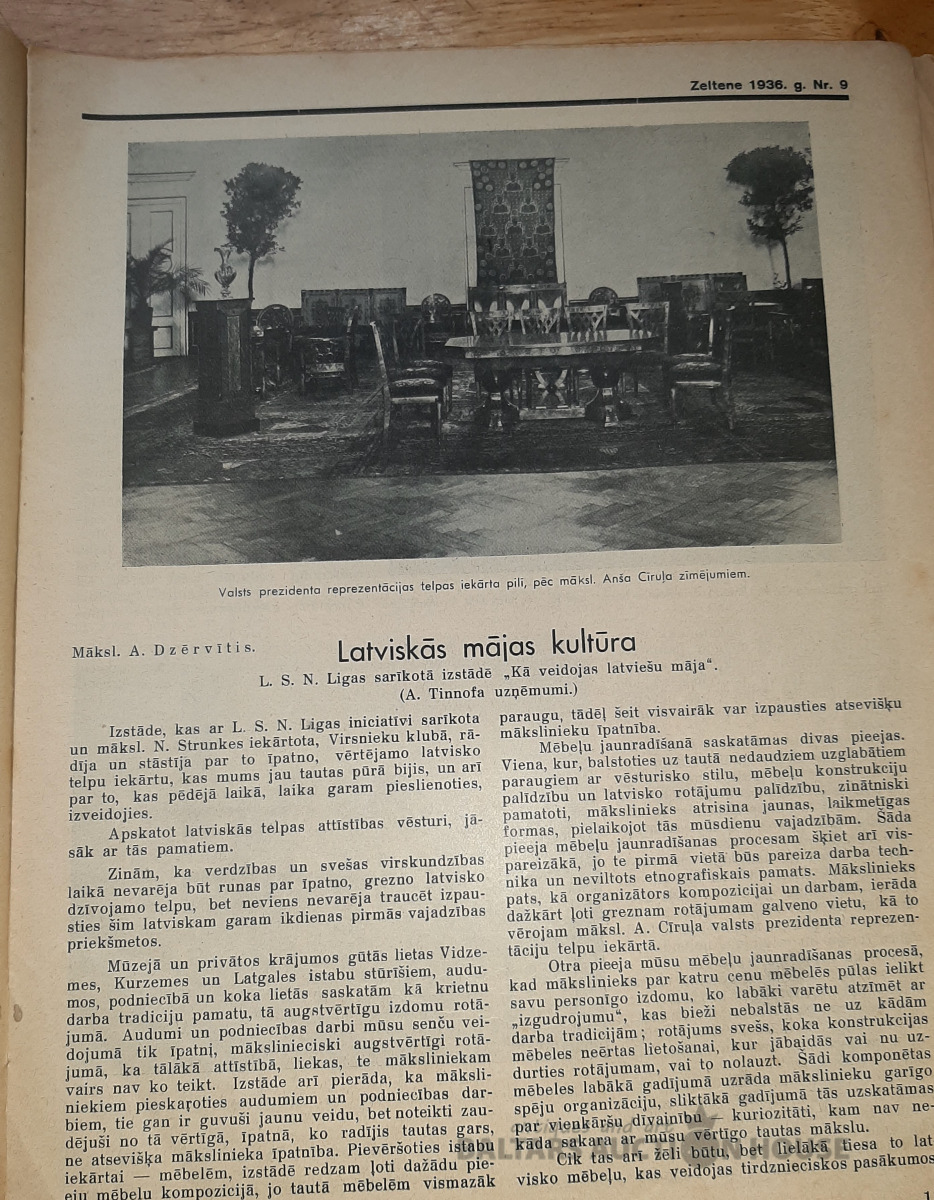 Zeltene 1936. g. Nr. 9
Valsts prezidenta reprezentācijas telpas iekārta pilī, pēc māksl. Anša Cīruļa zīmējumiem.
Māksl. A. Dzērvītis.
Latviskās mājas kultūra
L. S. N. Ligas sarīkotā izstādē „Kā veidojas latviešu māja“.
(A. Tinnofa uzņēmumi.)
Izstāde, kas ar L. S. N. Ligas iniciatīvi sarīkota
un māksl. N. Strunkes iekārtota, Virsnieku klubā, rā-
dīja un stāstīja par to īpatno, vērtējamo latvisko
telpu iekārtu, kas mums jau tautas pūrā bijis, un arī
par to, kas pēdējā laikā, laika garam pieslienoties,
izveidojies.
Apskatot latviskās telpas attīstības vēsturi, jā-
sāk ar tās pamatiem.
Zinām, ka verdzības un svešas virskundzības
laikā nevarēja būt runas par īpatno, grezno latvisko
dzīvojamo telpu, bet neviens nevarēja traucēt izpau-
sties šim latviskam garam ikdienas pirmās vajadzības
priekšmetos.
Mūzejā un privātos krājumos gūtās lietas Vidze-
mes, Kurzemes un Latgales istabu stūrīšiem, audu-
mos, podniecībā un koka lietās saskatām kā krietnu
darba tradiciju pamatu, tā augstvērtīgu izdomu rotā-
jumā. Audumi un podniecības darbi mūsu senču vei-
dojumā tik īpatni, mākslinieciski augstvērtīgi rotā-
jumā, ka tālākā attīstībā, liekas, te māksliniekam
vairs nav ko teikt. Izstāde arī pierāda, ka māksli-
niekiem pieskaŗoties audumiem un podniecības dar-
biem, tie gan ir guvuši jaunu veidu, bet noteikti zau-
dējuši no tā vērtīgā, īpatnā, ko radījis tautas gars,
ne atsevišķa mākslinieka īpatnība. Pievēršoties istabu
iekārtai — mēbelēm, izstādē redzam ļoti dažādu pie-
eju mēbeļu kompozicijā, jo tautā mēbelēm vismazāk
paraugu, tādēļ šeit visvairāk var izpausties atsevišķu
mākslinieku īpatnība.
Mēbeļu jaunradīšanā saskatāmas divas pieejas.
Viena, kur, balstoties uz tautā nedaudziem uzglabātiem
paraugiem ar vēsturisko stilu, mēbeļu konstrukciju
palīdzību un latvisko rotājumu palīdzību, zinātniski
pamatoti, mākslinieks atrisina jaunas, laikmetīgas
formas, pielaikojot tās mūsdienu vajadzībām. Šāda
pieeja mēbeļu jaunradīšanas procesam šķiet arī vis-
pareizākā, jo te pirmā vietā būs pareiza darba tech-
nika un neviltots etnografiskais pamats. Mākslinieks
pats, kā organizātors kompozicijai un darbam, ierāda
dažkārt ļoti greznam rotājumam galveno vietu, kā to
vērojam māksl. A. Cīruļa valsts prezidenta reprezen-
tāciju telpu iekārtā.
Otra pieeja mūsu mēbeļu jaunradīšanas procesā,
kad mākslinieks par katru cenu mēbelēs pūlas ielikt
savu personīgo izdomu, ko labāki varētu atzīmēt ar
„izgudrojumu“, kas bieži nebalstās ne uz kādām
darba tradicijām; rotājums svešs, koka konstrukcijas
mēbeles neērtas lietošanai, kur jābaidās vai nu uz-
durties rotājumam, vai to nolauzt. Šādi komponētas
mēbeles labākā gadījumā uzrāda mākslinieku garīgo
spēju organizāciju, sliktākā gadījumā tās uzskatāmas
par vienkāršu dīvainību — kuriozitāti, kam nav ne-
kāda sakara ar mūsu vērtīgo tautas mākslu.
Cik tas arī žēli būtu, bet lielākā tiesa to lat
visko mēbeļu, kas veidojas tirdznieciskos pasākumos
BALTARS AUCTION HOUSE